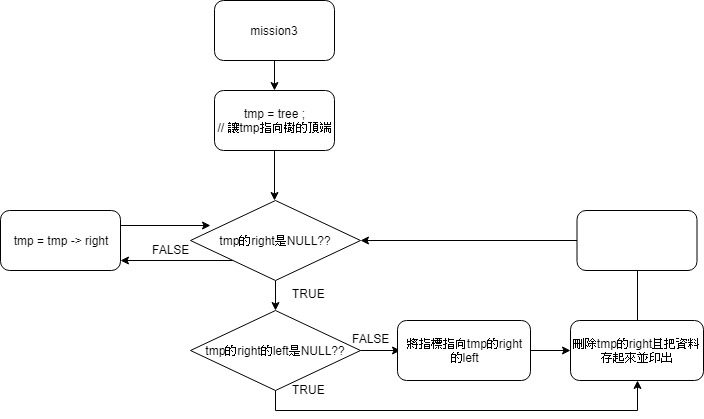 mission3
tmp = tree ;
// 讓tmp指向樹的頂端
tmp = tmp -> right
tmp的right是NULL??
FALSE
TRUE
tmp的right的left是NULL??
FALSE
將指標指向tmp的right
的left
刪除tmp的right且把資料
存起來並印出
TRUE